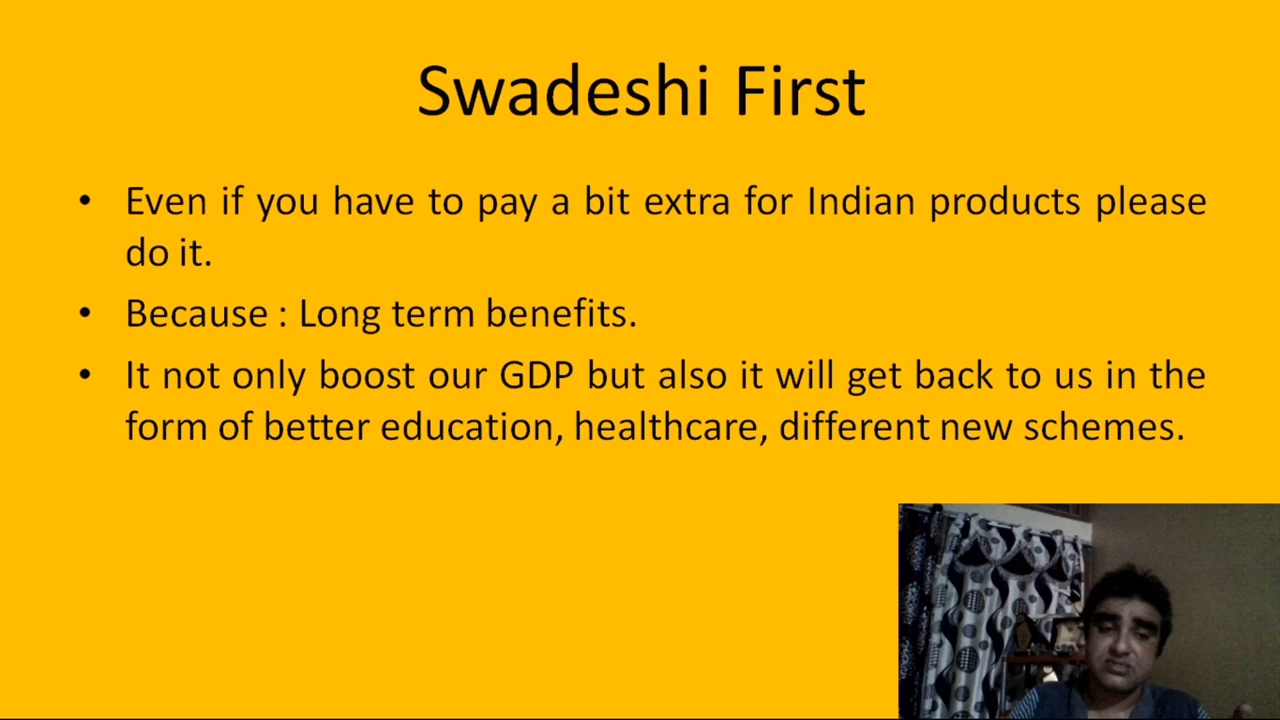 Swadeshi First
• Even if you have to pay a bit extra for Indian products please
do it.
• Because : Long term benefits.
• It not only boost our GDP but also it will get back to us in the
form of better education, healthcare, different new schemes.